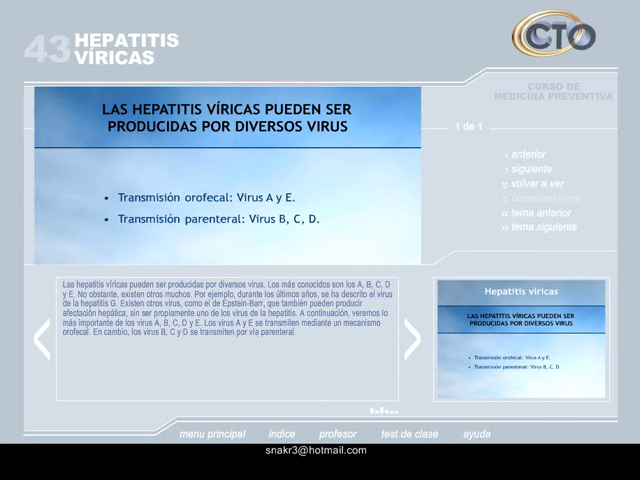 43 HEPATITIS
VÍRICAS
CTO
CURSO DE
MEDICINA PREVENTIVA
LAS HEPATITIS VÍRICAS PUEDEN SER
PRODUCIDAS POR DIVERSOS VIRUS
• Transmisión orofecal: Virus A y E.
• Transmisión parenteral: Virus B, C, D.
1 de 1
‹ anterior
› siguiente
volver a ver
comenzar tema
‹‹ tema anterior
›› tema siguiente
Las hepatitis víricas pueden ser producidas por diversos virus. Los más conocidos son los A, B, C, D
y E. No obstante, existen otros muchos. Por ejemplo, durante los últimos años, se ha descrito el virus
de la hepatitis G. Existen otros virus, como el de Epstein-Barr, que también pueden producir
afectación hepática, sin ser propiamente uno de los virus de la hepatitis. A continuación, veremos lo
más importante de los virus A, B, C, D y E. Los virus A y E se transmiten mediante un mecanismo
orofecal. En cambio, los virus B, C y D se transmiten por vía parenteral.
Hepatitis víricas
LAS HEPATITIS VÍRICAS PUEDEN SER
PRODUCIDAS POR DIVERSOS VIRUS
• Transmisión orofecal: Virus A y E.
• Transmisión parenteral: Virus B, C, D.
menu principal índice profesor test de clase ayuda
snakr3@hotmail.com